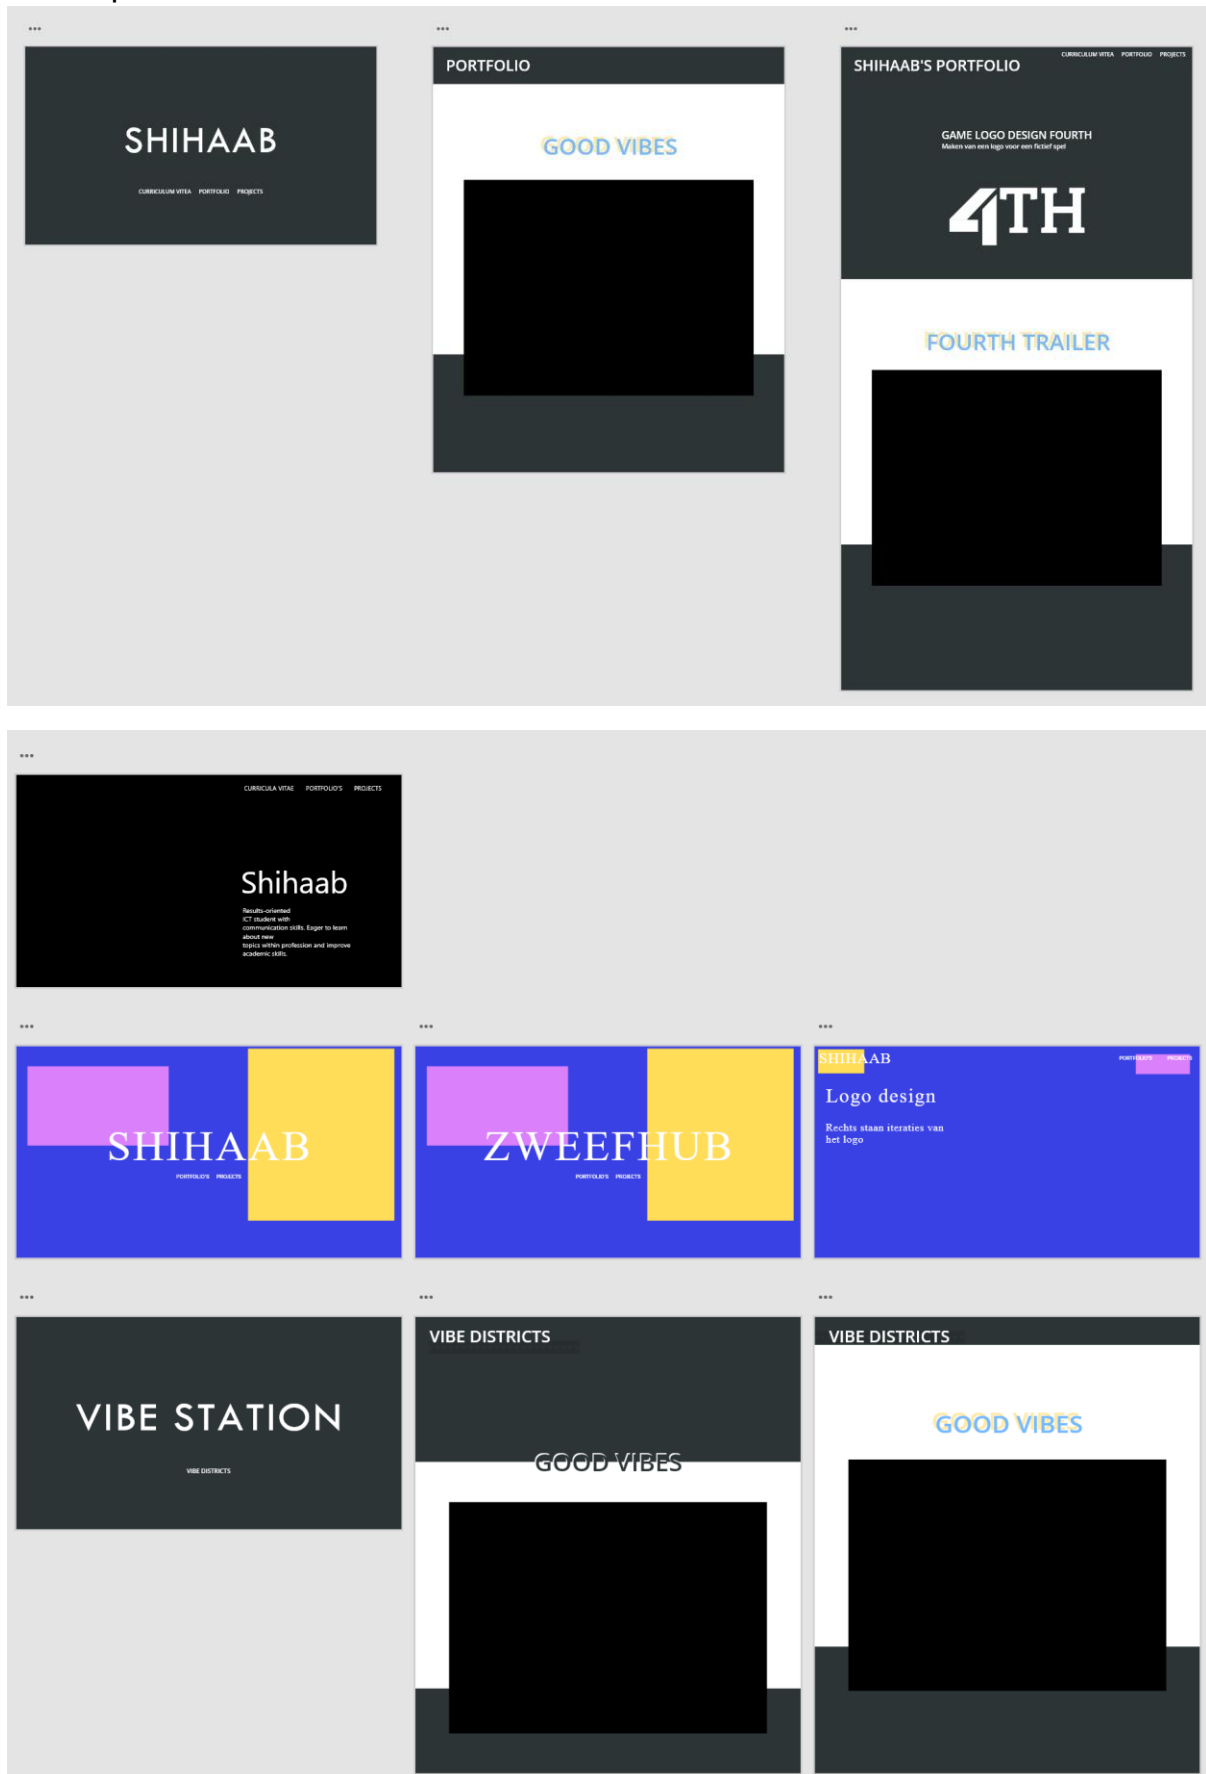 SHIHAAB
CURRICULUM VITEA PORTFOLIO PROJECTS
PORTFOLIO
GOOD VIBES
CURRICULUM VITEA PORTFOLIO PROJECTS
SHIHAAB'S PORTFOLIO
GAME LOGO DESIGN FOURTH
Maken van een logo voor een fictief spel
4TH
FOURTH TRAILER
CURRICULA VITAE PORTFOLIO'S PROJECTS
Shihaab
Results-oriented
ICT student with
communication skills. Eager to learn
about new
topics within profession and improve
academic skills.
SHIHAAB
PORTFOLIO'S PROJECTS
ZWEEFHUB
PORTFOLIO'S PROJECTS
SHIHAAB
PORTFOLIO'S PROJECTS
Logo design
Rechts staan iteraties van
het logo
VIBE STATION
VIBE DISTRICTS
VIBE DISTRICTS
GOOD VIBES
VIBE DISTRICTS
GOOD VIBES